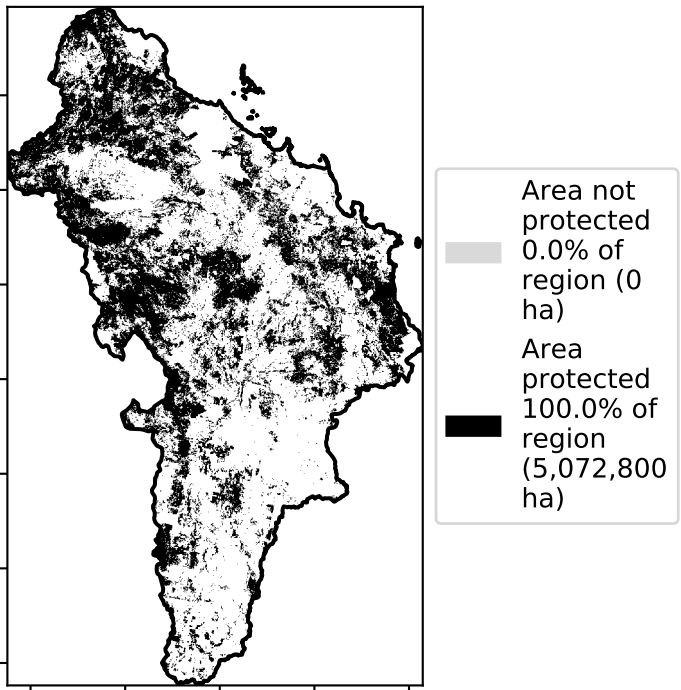 Area not
protected
0.0% of
region (0
ha)
Area
protected
100.0% of
region
(5,072,800
ha)